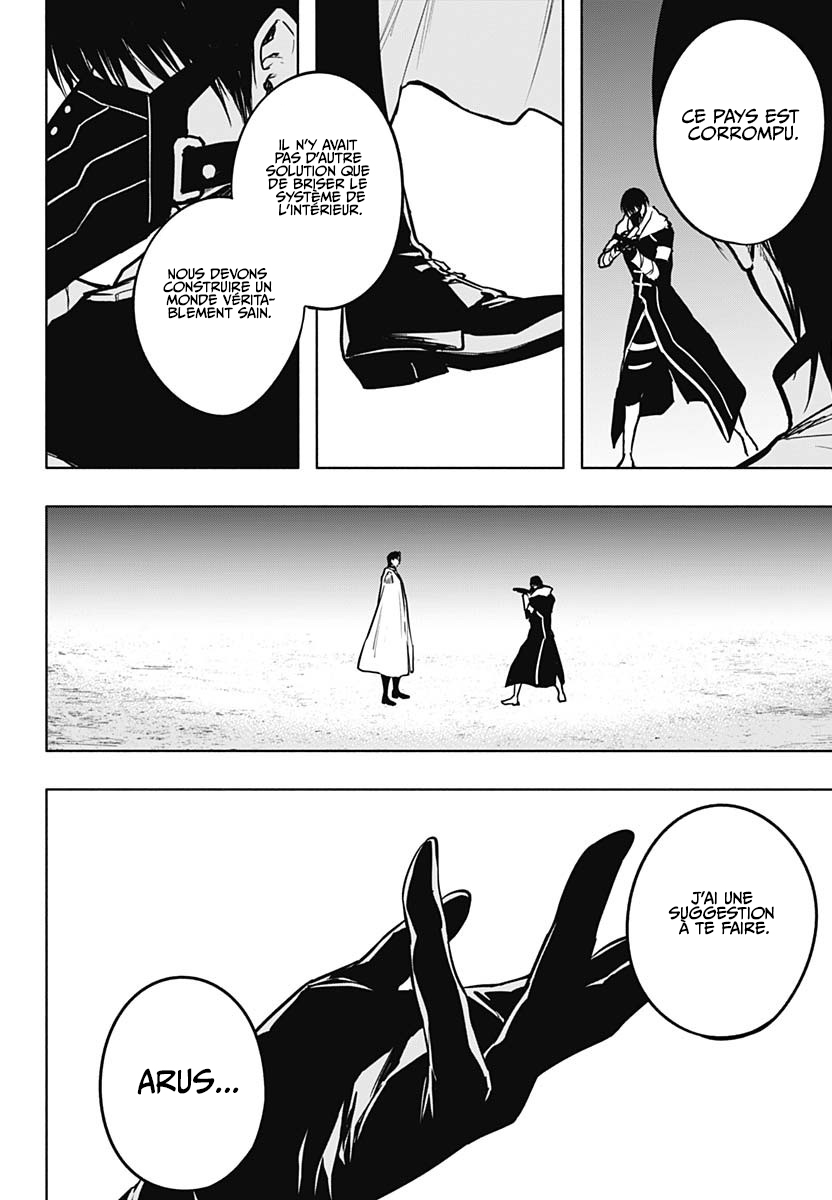 CE PAYS EST
CORROMPU.
IL N'Y AVAIT
PAS D'AUTRE
SOLUTION QUE
DE BRISER LE
SYSTÈME DE
L'INTÉRIEUR.
NOUS DEVONS
CONSTRUIRE UN
MONDE VÉRITA-
BLEMENT SAIN.
J'AI UNE
SUGGESTION
À TE FAIRE.
ARUS...